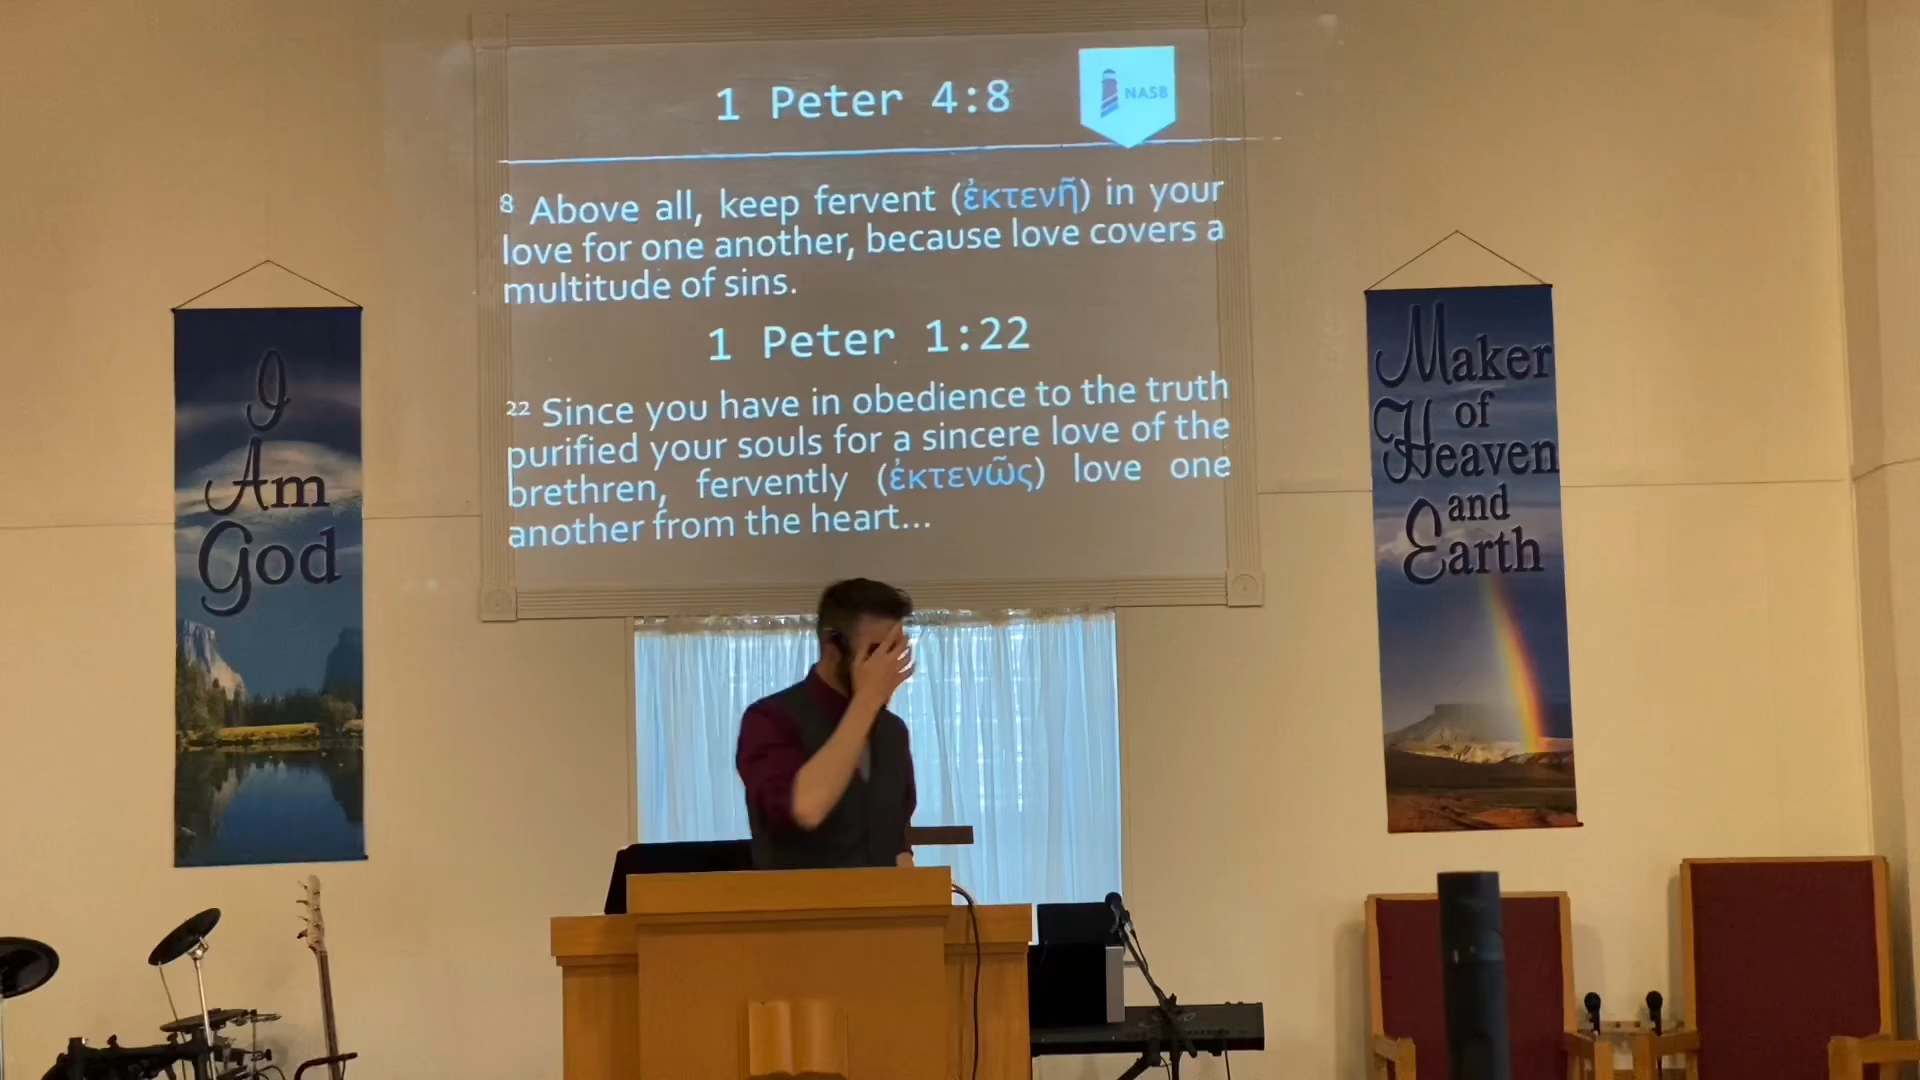 1 Peter 4:8
NASB
8 Above all, keep fervent (ἐκτενῆ) in your
love for one another, because love covers a
multitude of sins.
1 Peter 1:22
22 Since you have in obedience to the truth
purified your souls for a sincere love of the
brethren, fervently (ἐκτενῶς) love one
another from the heart...
I
Am
God
Maker
of
Heaven
and
Earth